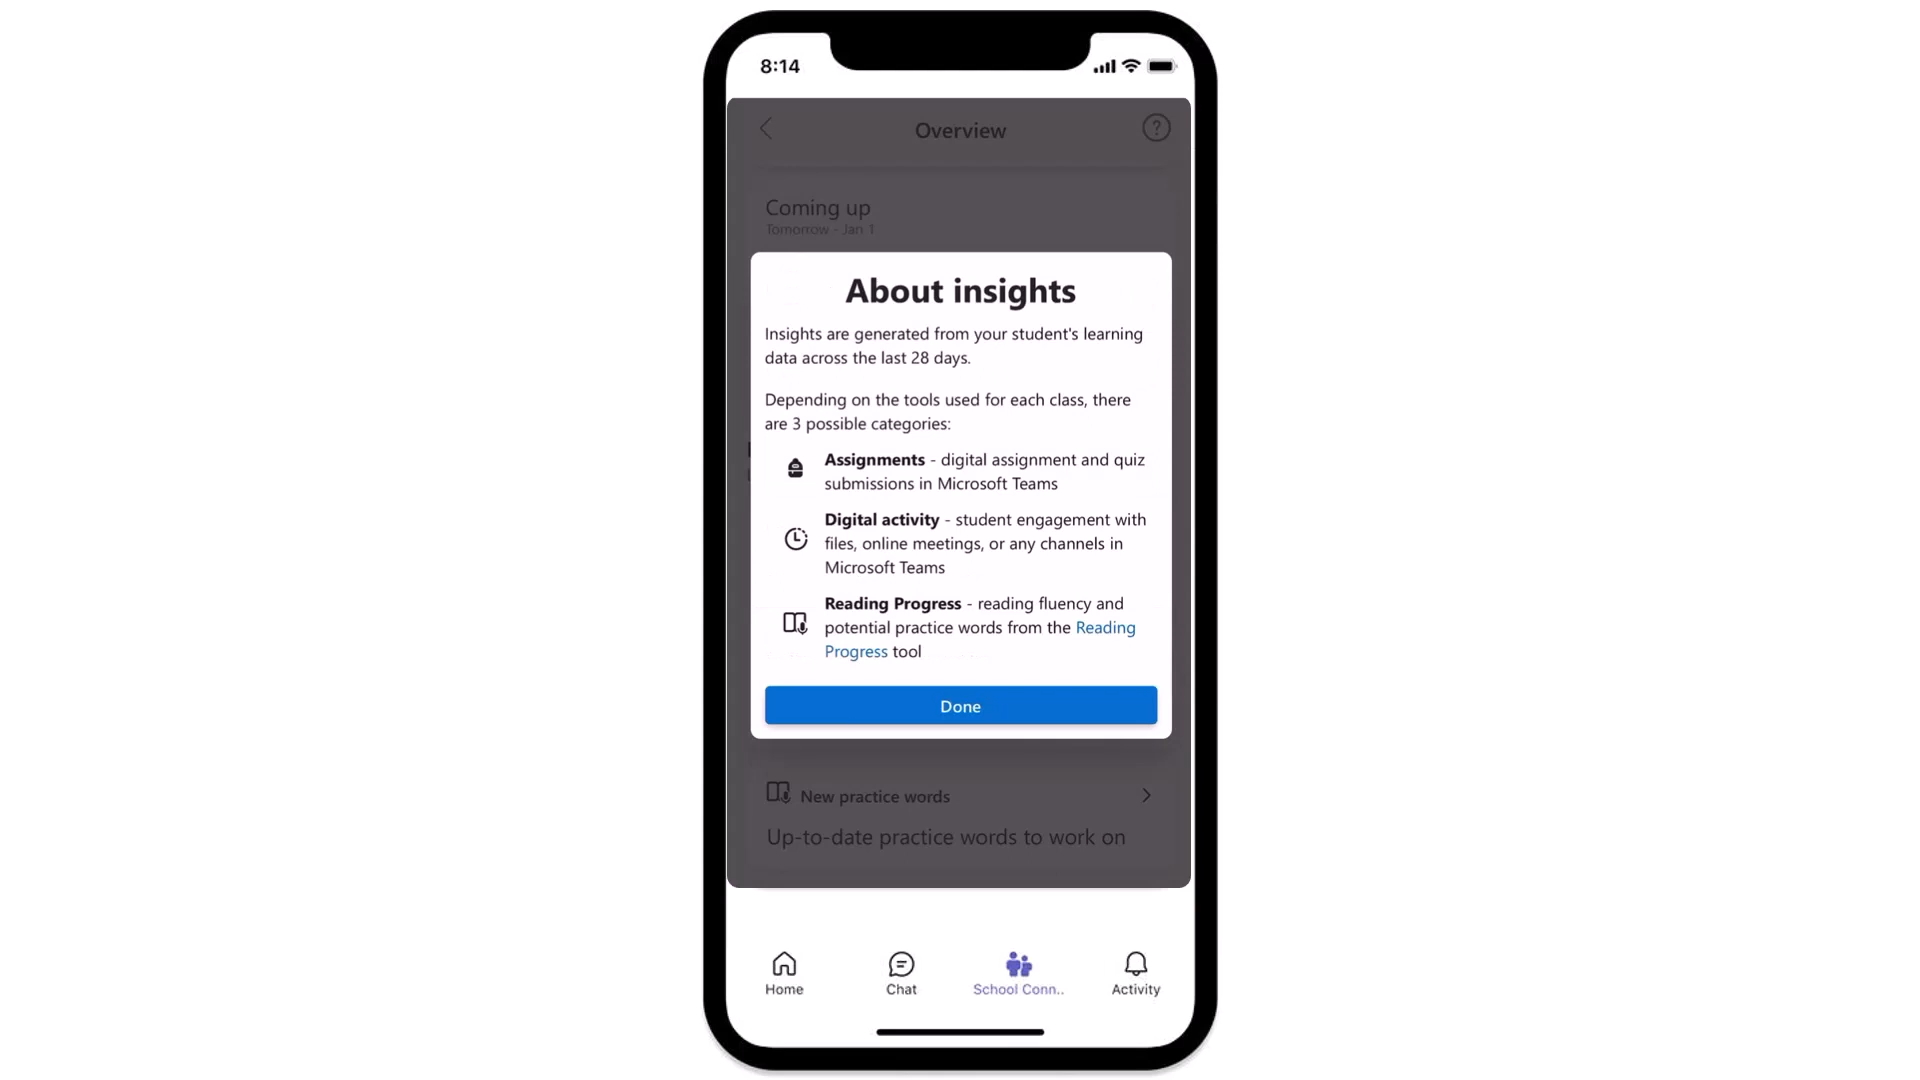 8:14
Overview
Coming up
Tomorrow - Jan 1
About insights
Insights are generated from your student's learning
data across the last 28 days.
Depending on the tools used for each class, there
are 3 possible categories:
Assignments - digital assignment and quiz
submissions in Microsoft Teams
Digital activity - student engagement with
files, online meetings, or any channels in
Microsoft Teams
Reading Progress - reading fluency and
potential practice words from the Reading
Progress tool
Done
New practice words
Up-to-date practice words to work on
Home
Chat
School Conn..
Activity